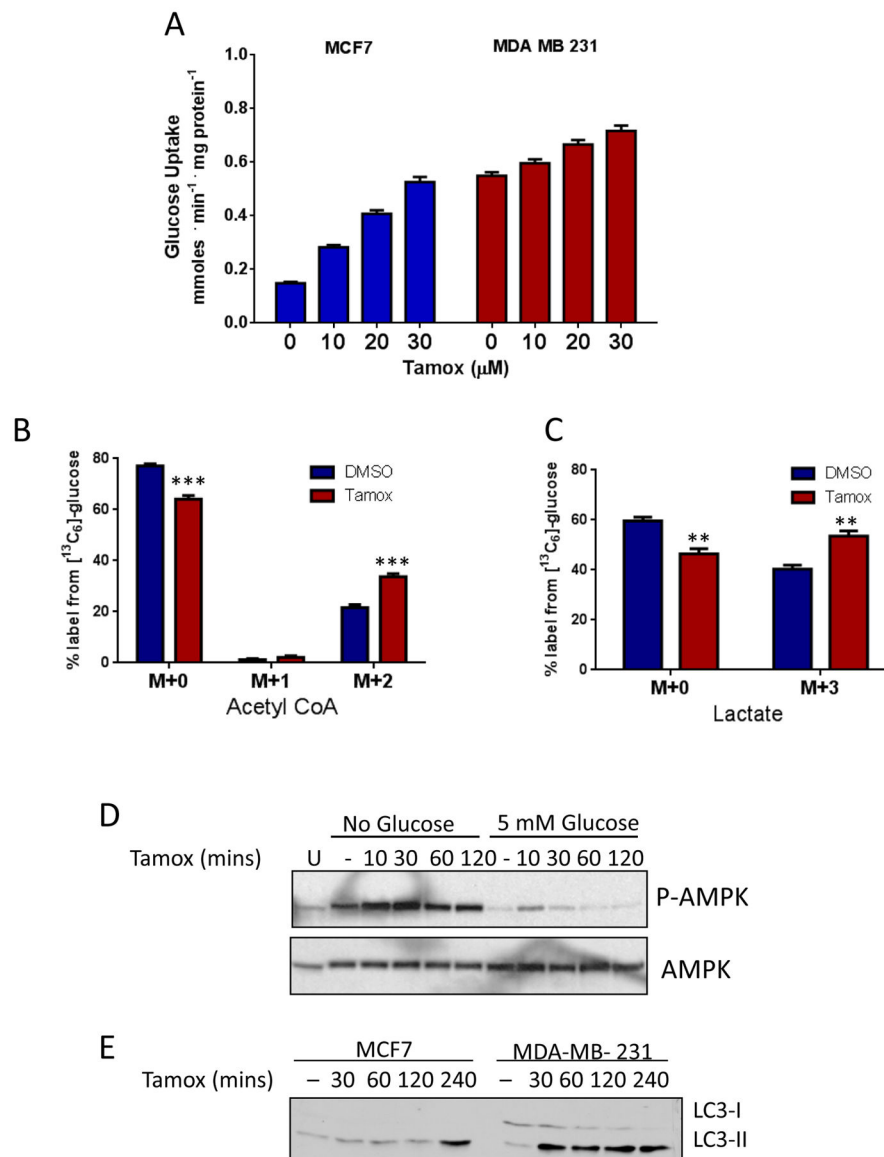 A
MCF7 MDA MB 231
Glucose Uptake
mmoles · min⁻¹ · mg protein⁻¹
1.0
0.8
0.6
0.4
0.2
0.0
0 10 20 30 0 10 20 30
Tamox (μM)
B
% label from [¹³C₆]-glucose
80
60
40
20
0
DMSO
Tamox
*** ***
M+0 M+1 M+2
Acetyl CoA
C
% label from [¹³C₆]-glucose
80
60
40
20
0
DMSO
Tamox
** **
M+0 M+3
Lactate
D
No Glucose 5 mM Glucose
Tamox (mins) U - 10 30 60 120 - 10 30 60 120
P-AMPK
AMPK
E
MCF7 MDA-MB- 231
Tamox (mins) – 30 60 120 240 – 30 60 120 240
LC3-I
LC3-II